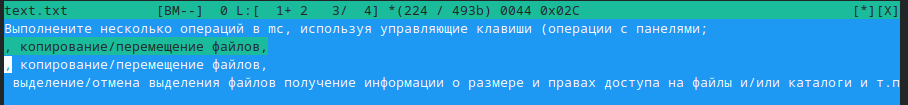 text.txt [BM--] 0 L:[ 1+ 2 3/ 4] *(224 / 493b) 0044 0x02C [*][X]
Выполните несколько операций в mc, используя управляющие клавиши (операции с панелями;
, копирование/перемещение файлов,
, копирование/перемещение файлов,
выделение/отмена выделения файлов получение информации о размере и правах доступа на файлы и/или каталоги и т.п